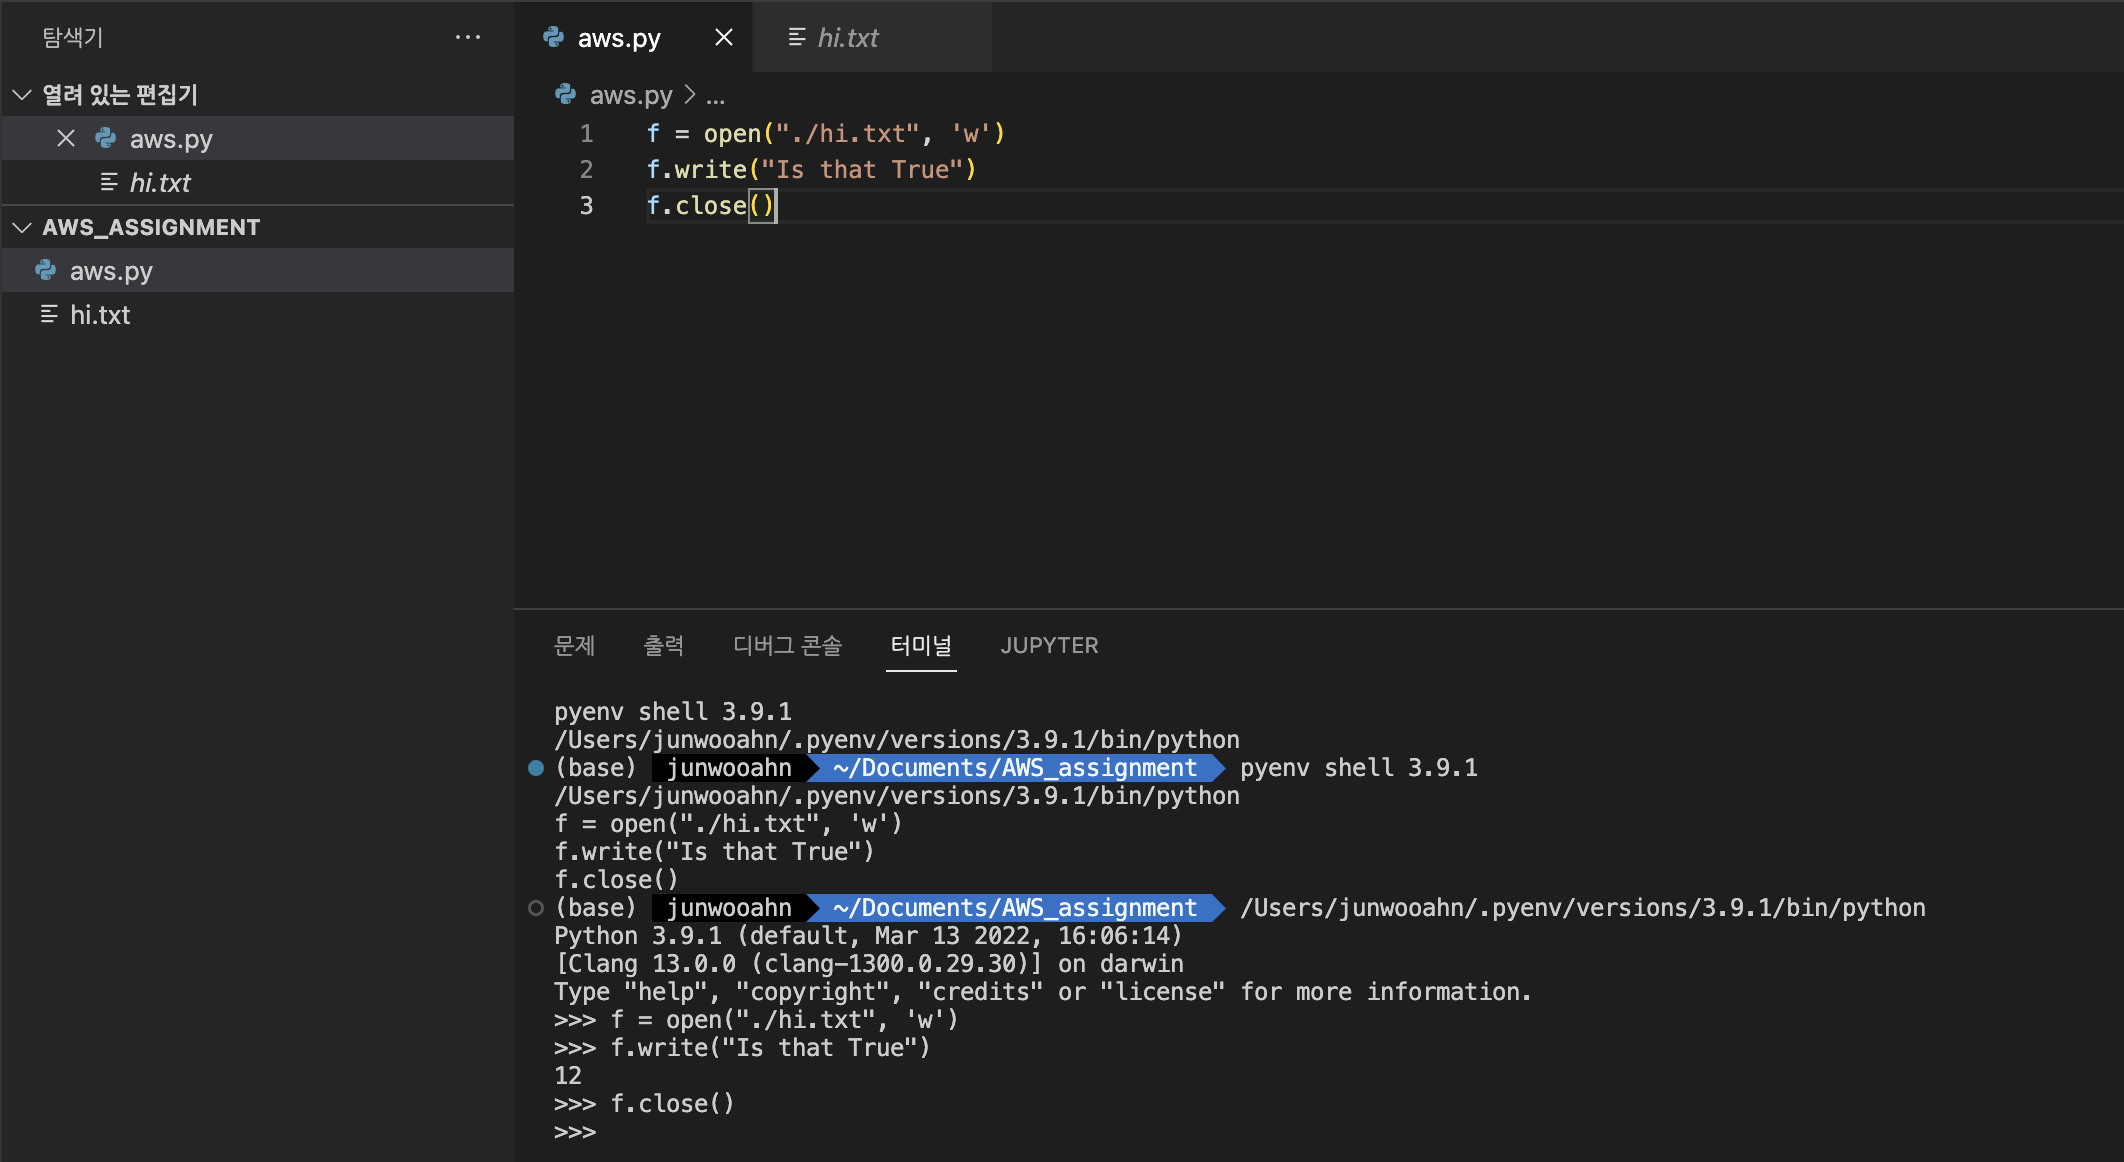 탐색기
열려 있는 편집기
aws.py
hi.txt
AWS_ASSIGNMENT
aws.py
hi.txt
aws.py hi.txt
aws.py > ...
1 f = open("./hi.txt", 'w')
2 f.write("Is that True")
3 f.close()
문제 출력 디버그 콘솔 터미널 JUPYTER
pyenv shell 3.9.1
/Users/junwooahn/.pyenv/versions/3.9.1/bin/python
(base) junwooahn ~/Documents/AWS_assignment pyenv shell 3.9.1
/Users/junwooahn/.pyenv/versions/3.9.1/bin/python
f = open("./hi.txt", 'w')
f.write("Is that True")
f.close()
(base) junwooahn ~/Documents/AWS_assignment /Users/junwooahn/.pyenv/versions/3.9.1/bin/python
Python 3.9.1 (default, Mar 13 2022, 16:06:14)
[Clang 13.0.0 (clang-1300.0.29.30)] on darwin
Type "help", "copyright", "credits" or "license" for more information.
>>> f = open("./hi.txt", 'w')
>>> f.write("Is that True")
12
>>> f.close()
>>>